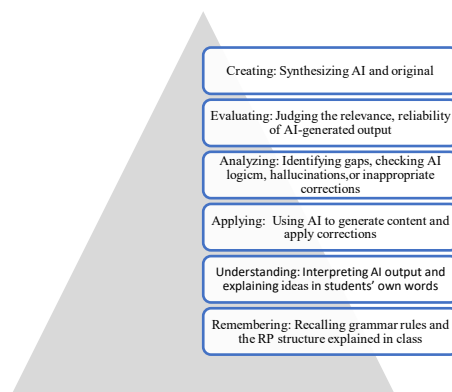 Creating: Synthesizing AI and original
Evaluating: Judging the relevance, reliability
of AI-generated output
Analyzing: Identifying gaps, checking AI
logicm, hallucinations,or inappropriate
corrections
Applying: Using AI to generate content and
apply corrections
Understanding: Interpreting AI output and
explaining ideas in students’ own words
Remembering: Recalling grammar rules and
the RP structure explained in class